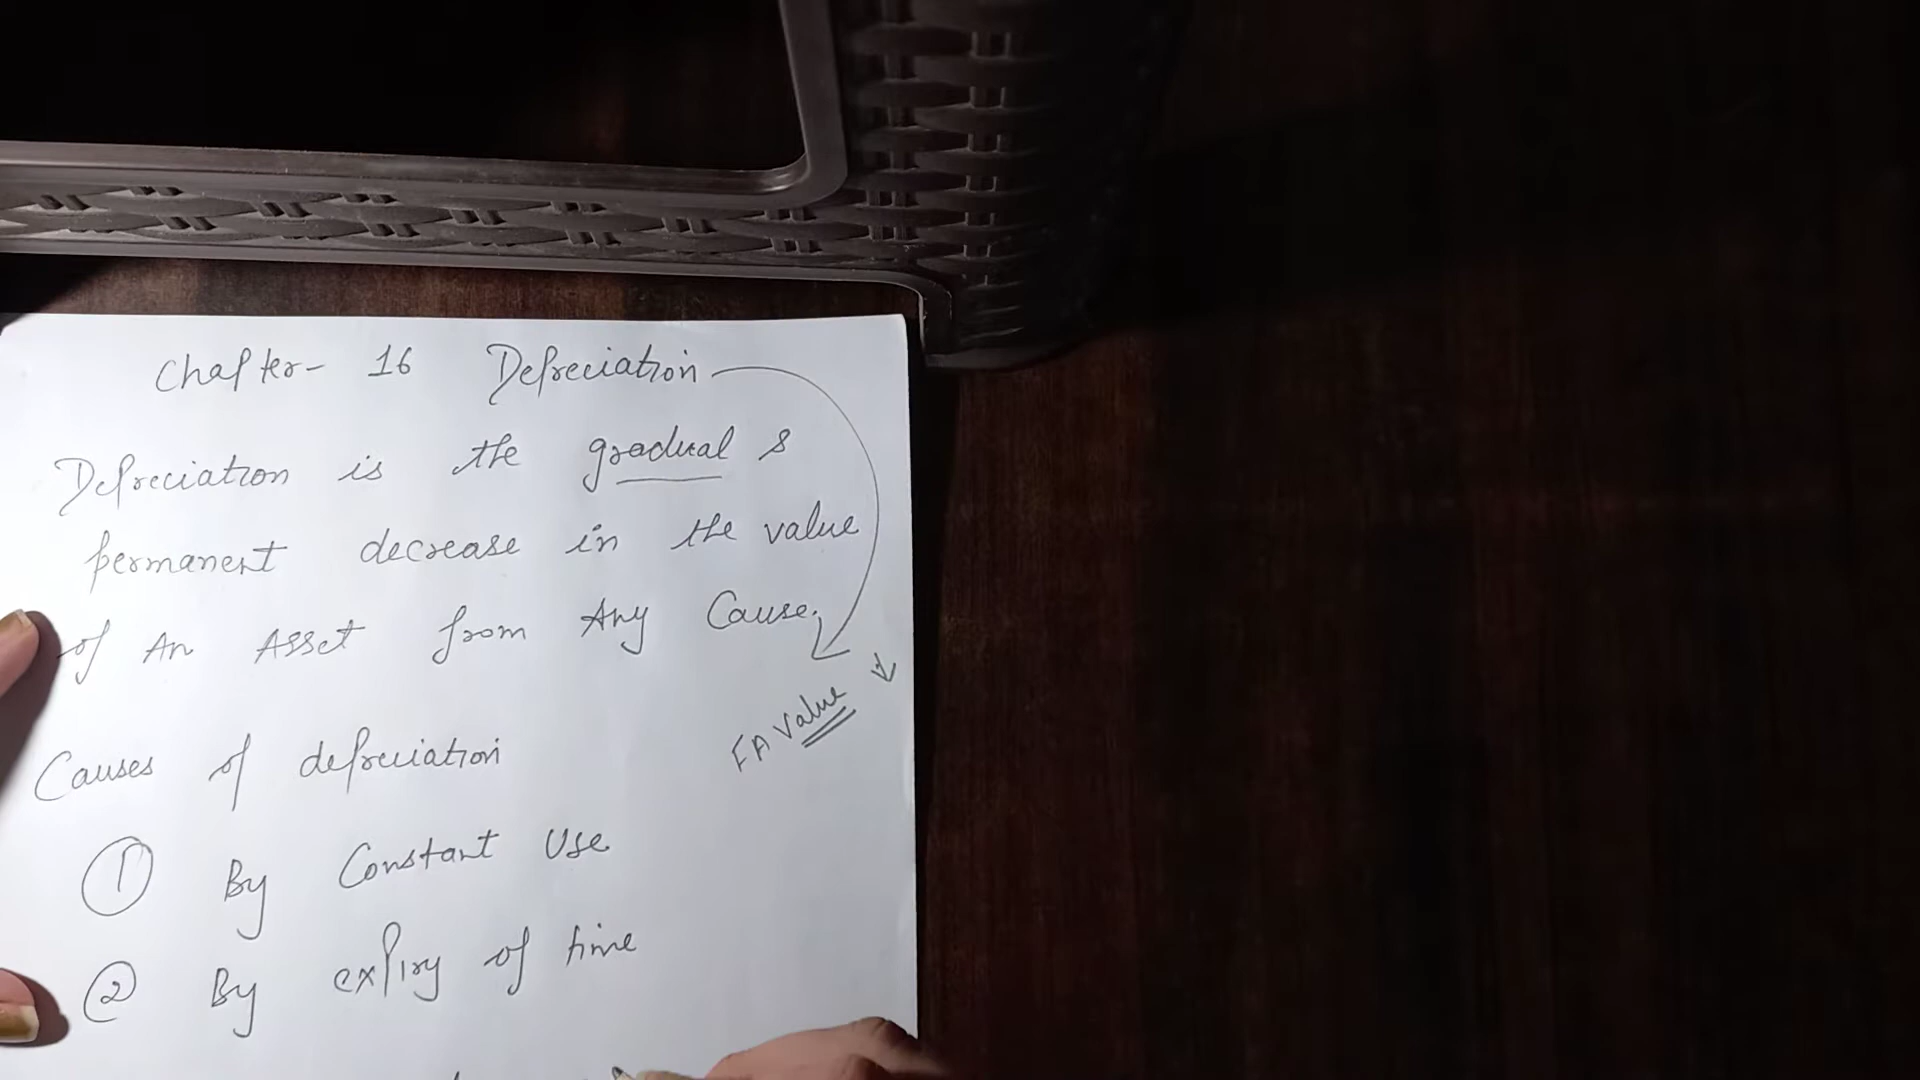 Chapter- 16 Depreciation
Depreciation is the gradual &
permanent decrease in the value
of An Asset from Any Cause.
FA Value
Causes of depreciation
① By Constant Use
② By expiry of time